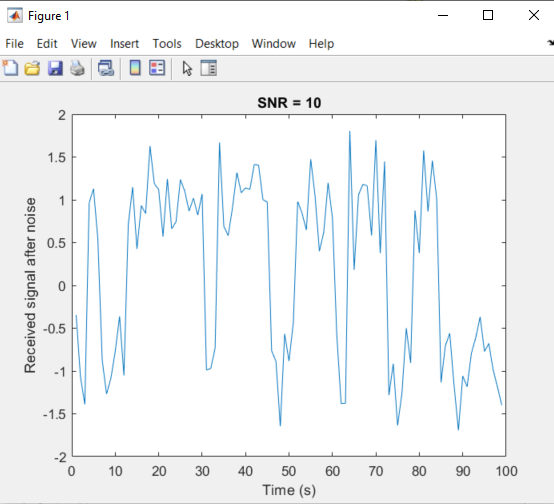 Figure 1
File Edit View Insert Tools Desktop Window Help
SNR = 10
2
1.5
1
0.5
0
-0.5
-1
-1.5
-2
Received signal after noise
0 10 20 30 40 50 60 70 80 90 100
Time (s)